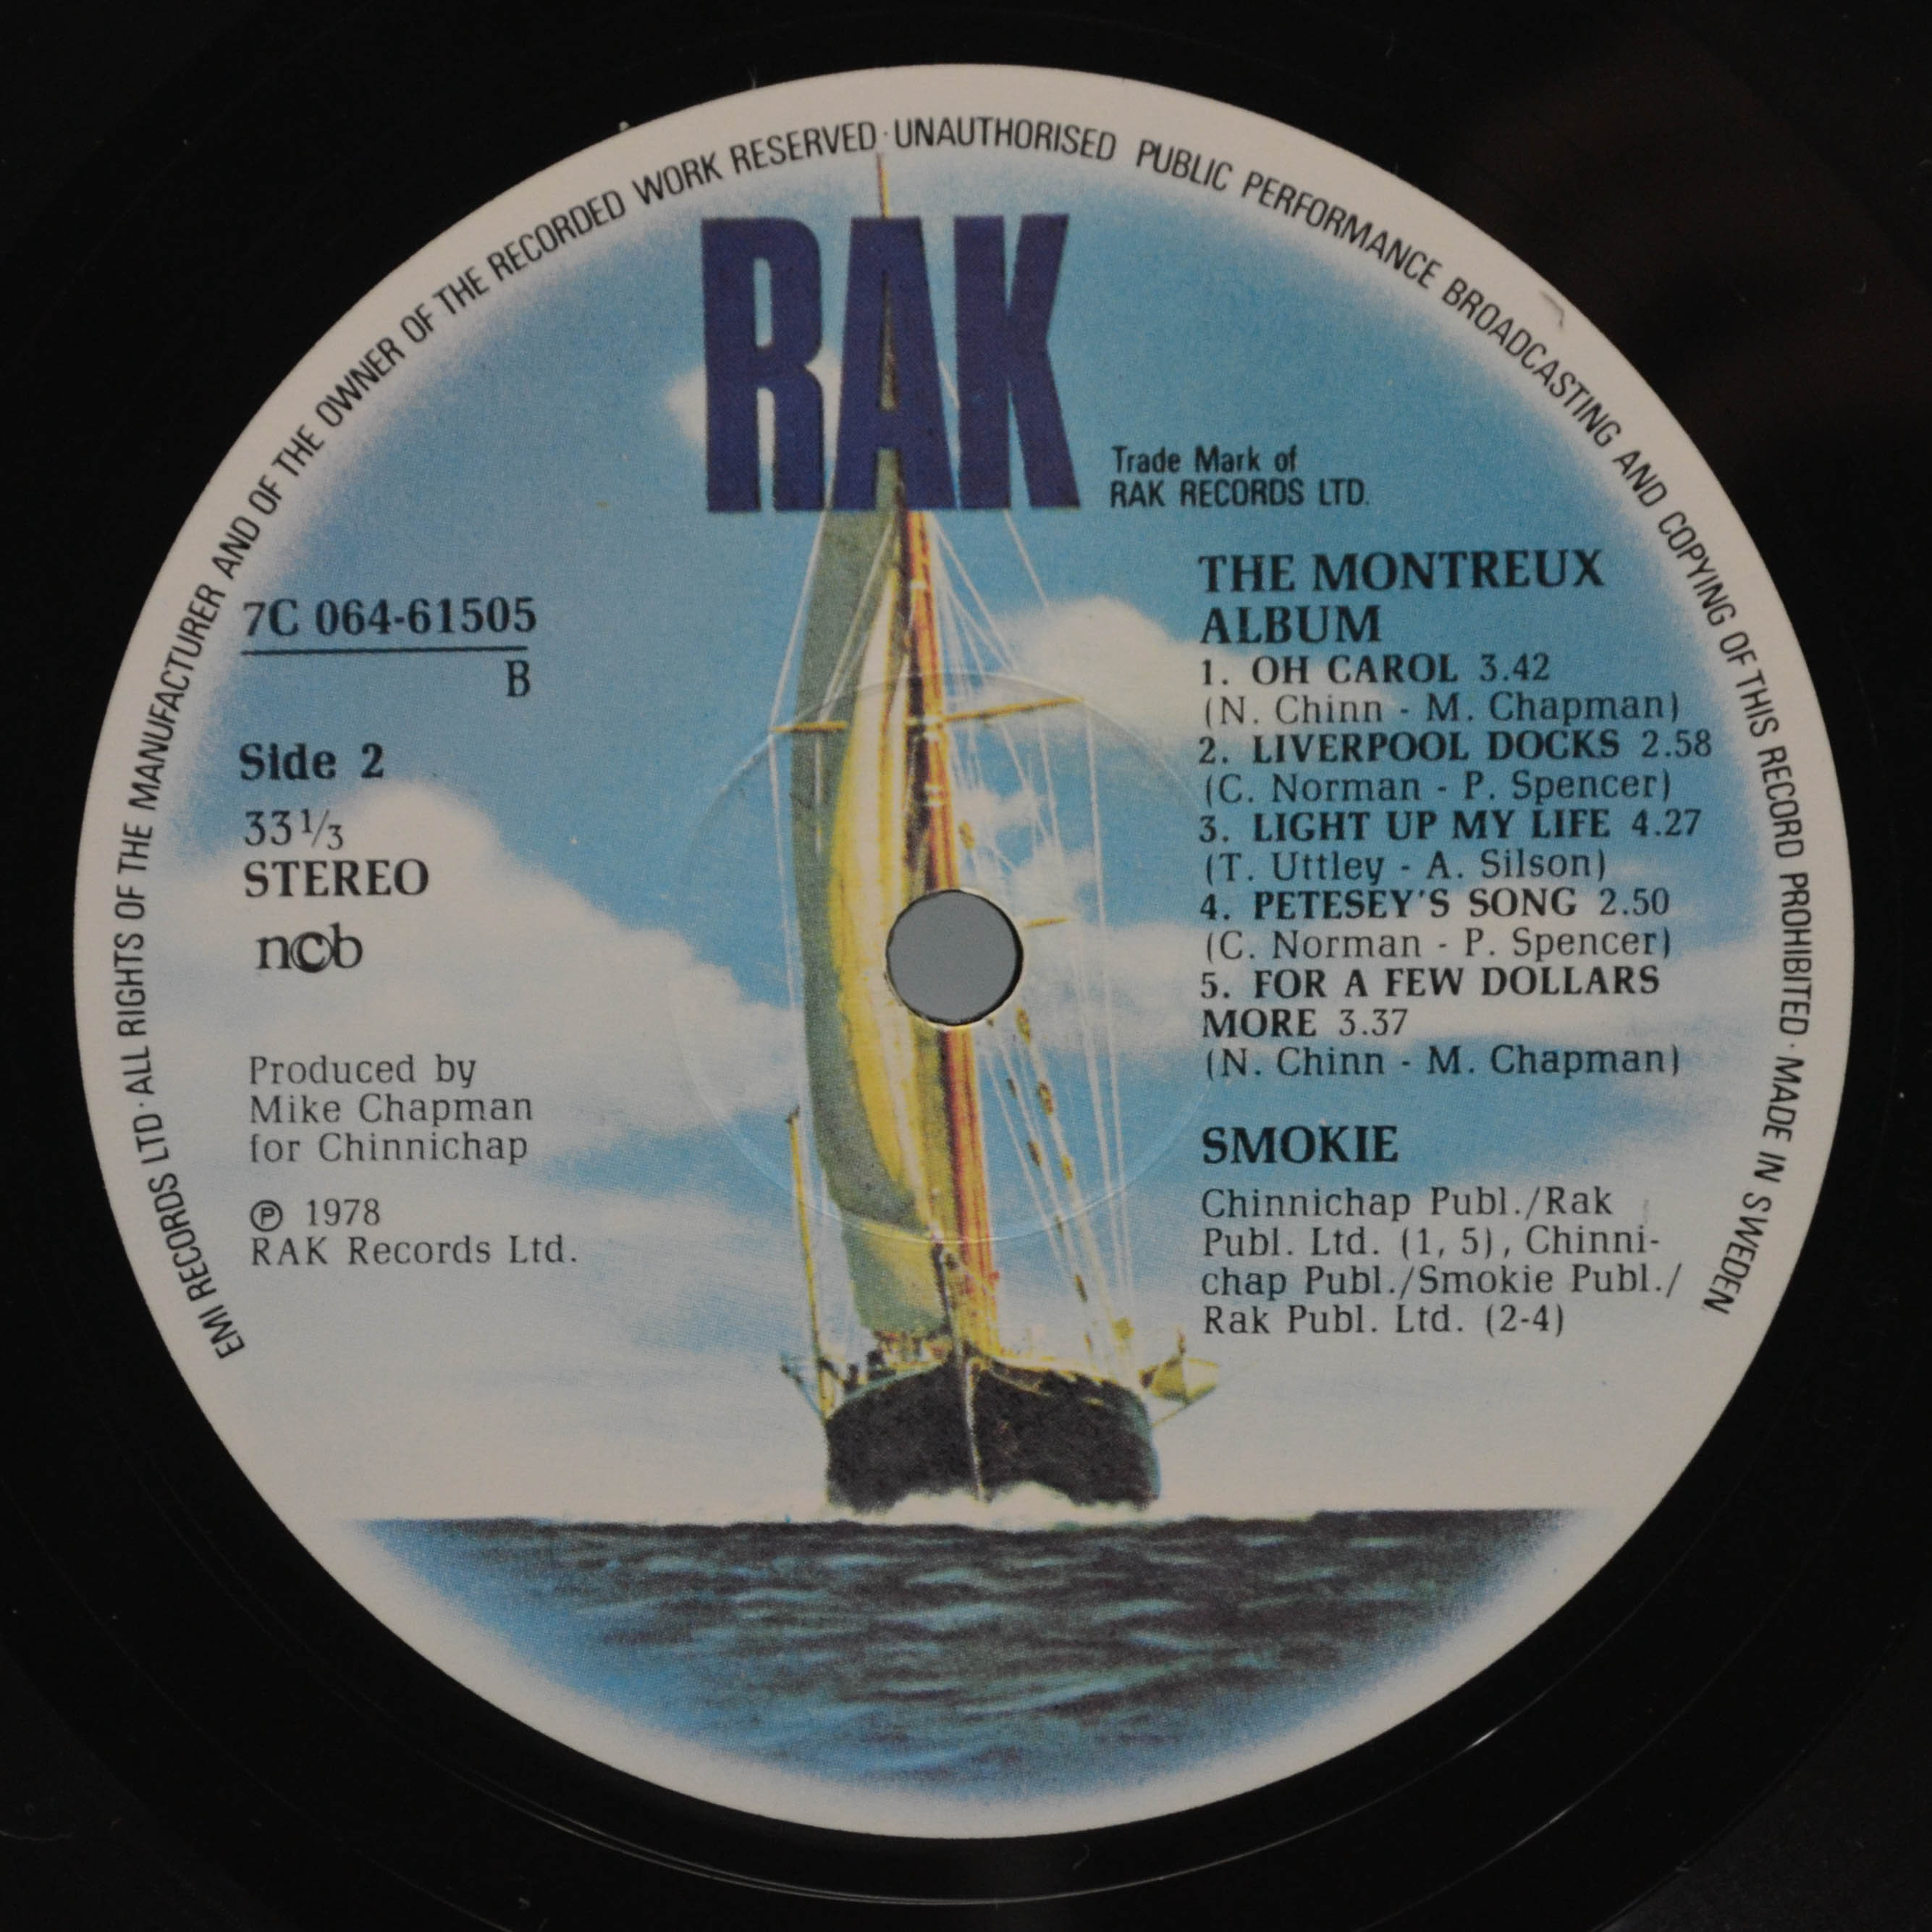 EMI RECORDS LTD · ALL RIGHTS OF THE MANUFACTURER AND OF THE OWNER OF THE RECORDED WORK RESERVED · UNAUTHORISED PUBLIC PERFORMANCE BROADCASTING AND COPYING OF THIS RECORD PROHIBITED · MADE IN SWEDEN
RAK
Trade Mark of
RAK RECORDS LTD.
7C 064-61505
B
Side 2
33 1/3
STEREO
ncb
Produced by
Mike Chapman
for Chinnichap
℗ 1978
RAK Records Ltd.
THE MONTREUX
ALBUM
1. OH CAROL 3.42
(N. Chinn - M. Chapman)
2. LIVERPOOL DOCKS 2.58
(C. Norman - P. Spencer)
3. LIGHT UP MY LIFE 4.27
(T. Uttley - A. Silson)
4. PETESEY'S SONG 2.50
(C. Norman - P. Spencer)
5. FOR A FEW DOLLARS
MORE 3.37
(N. Chinn - M. Chapman)
SMOKIE
Chinnichap Publ./Rak
Publ. Ltd. (1, 5), Chinni-
chap Publ./Smokie Publ./
Rak Publ. Ltd. (2-4)